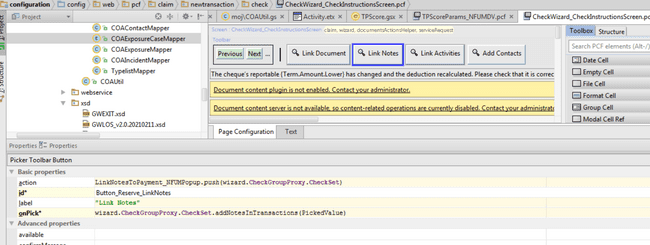 configuration config web pcf claim newtransaction check CheckWizard_CheckInstructionsScreen.pcf
COAContactMapper
COAExposureCaseMapper
COAExposureMapper
COAIncidentMapper
TypelistMapper
COAUtil
webservice
xsd
GWEXIT.xsd
GWLOS_v2.0.20210211.xsd
moj\COAUtil.gs Activity.etx TPScore.gsx TPScoreParams_NFUMDV.pcf CheckWizard_CheckInstructionsScreen.pcf
Screen : CheckWizard_CheckInstructionsScreen claim, wizard, documentsActionsHelper, serviceRequest
Toolbar
Previous Next ... Link Document Link Notes Link Activities Add Contacts
The cheque's reportable (Term.Amount.Lower) has changed and the deduction recalculated. Please check that it is correc
Document content plugin is not enabled. Contact your administrator.
Document content server is not available, so content-related operations are currently disabled. Contact your administrator.
Page Configuration Text
Toolbox Structure
Search PCF elements (Alt-/)
Date Cell
Empty Cell
File Cell
Format Cell
Group Cell
Modal Cell Ref
Project
Structure
Properties Properties
Picker Toolbar Button
Basic properties
action LinkNotesToPayment_NFUMPopup.push(wizard.CheckGroupProxy.CheckSet)
id* Button_Reserve_LinkNotes
label "Link Notes"
onPick* wizard.CheckGroupProxy.CheckSet.addNotesInTransactions(PickedValue)
Advanced properties
available
confirmMessage